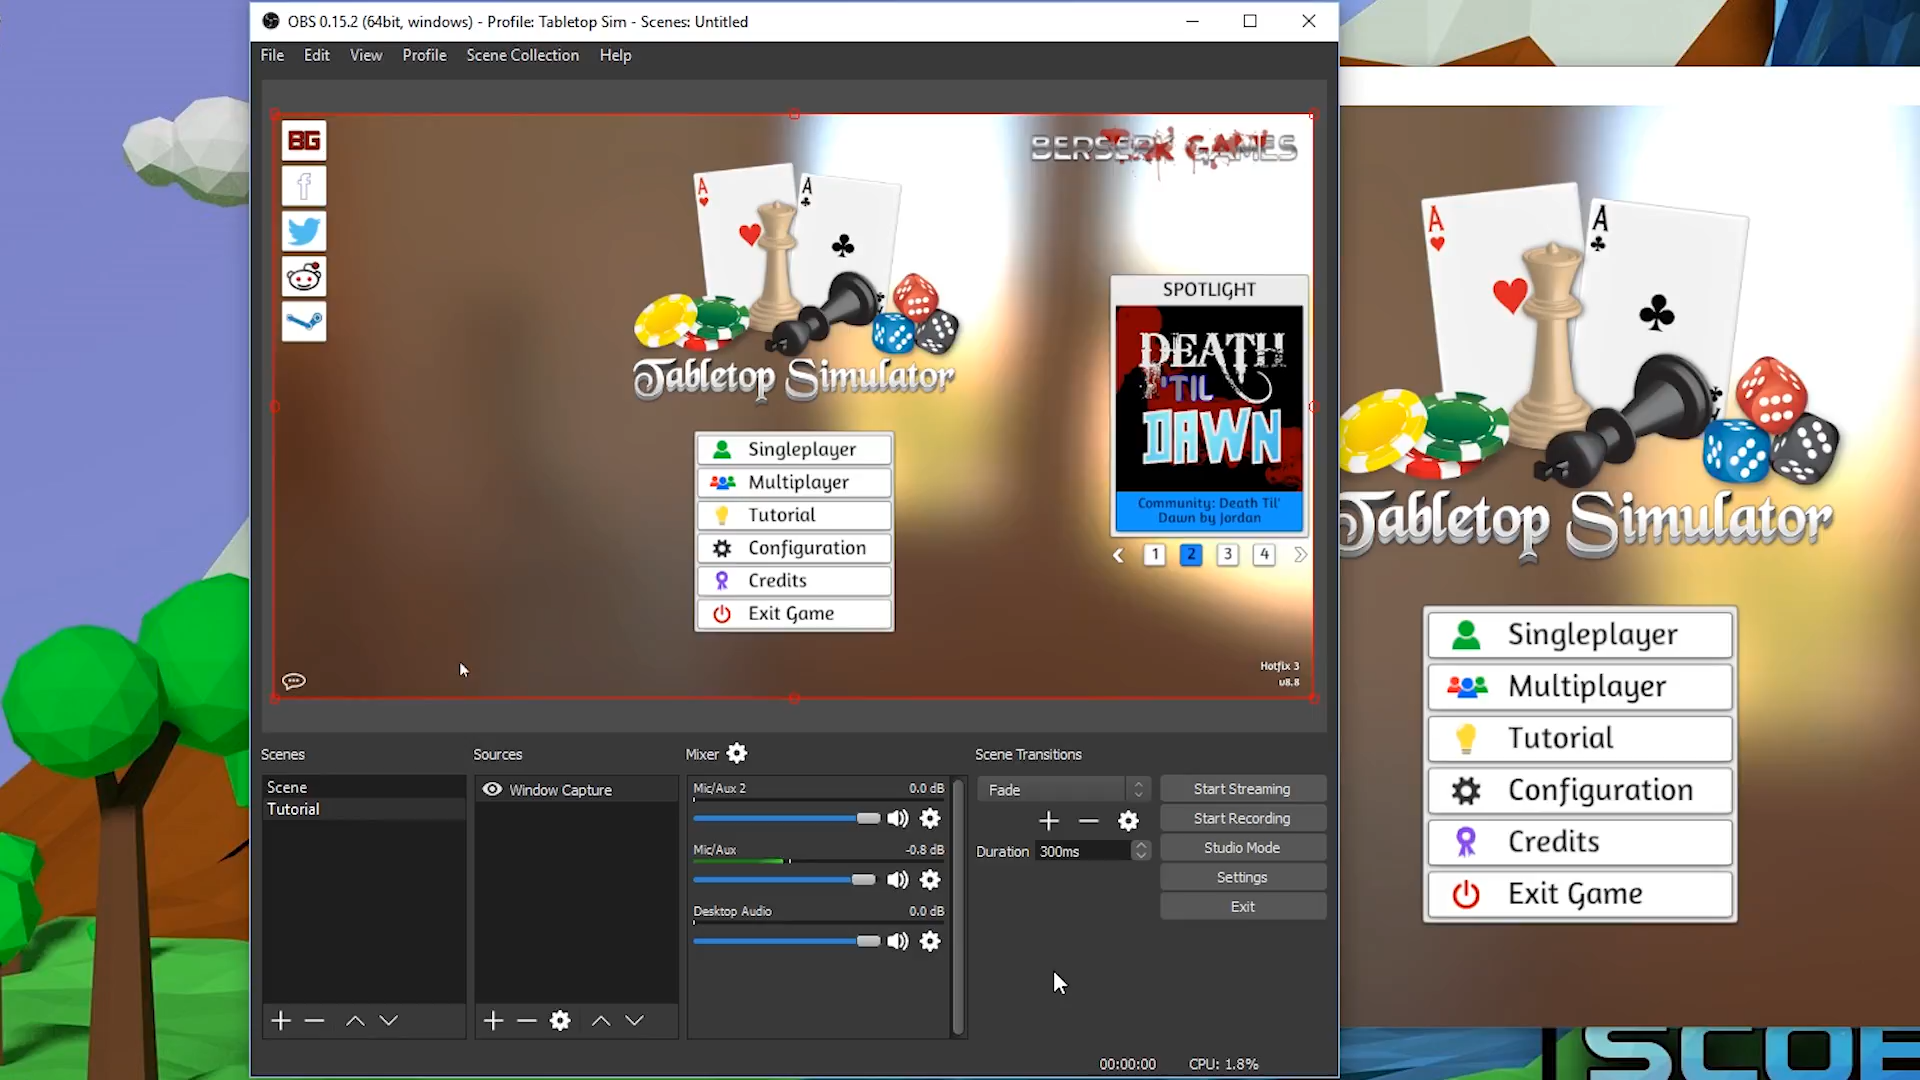 OBS 0.15.2 (64bit, windows) - Profile: Tabletop Sim - Scenes: Untitled
File Edit View Profile Scene Collection Help
BG
BERSERK GAMES
A A
Tabletop Simulator
SPOTLIGHT
DEATH
'TIL
DAWN
Community: Death Til'
Dawn by Jordan
1 2 3 4
Singleplayer
Multiplayer
Tutorial
Configuration
Credits
Exit Game
Hotfix 3
v8.8
A A
Tabletop Simulator
Singleplayer
Multiplayer
Tutorial
Configuration
Credits
Exit Game
Scenes
Scene
Tutorial
Sources
Window Capture
Mixer
Mic/Aux 2 0.0 dB
Mic/Aux -0.8 dB
Desktop Audio 0.0 dB
Scene Transitions
Fade
Duration 300ms
Start Streaming
Start Recording
Studio Mode
Settings
Exit
00:00:00 CPU: 1.8%